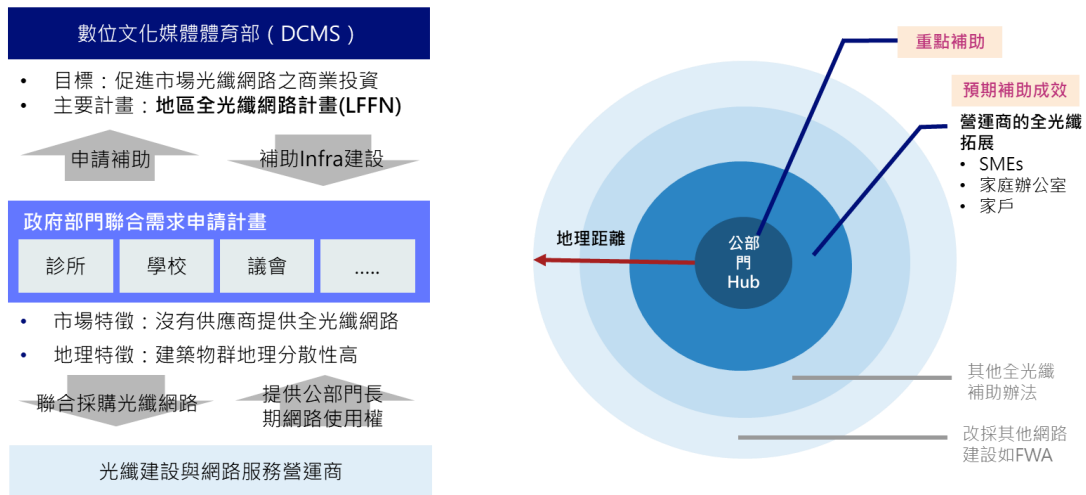 數位文化媒體體育部（DCMS）
• 目標：促進市場光纖網路之商業投資
• 主要計畫：地區全光纖網路計畫(LFFN)
申請補助
補助Infra建設
政府部門聯合需求申請計畫
診所
學校
議會
.....
• 市場特徵：沒有供應商提供全光纖網路
• 地理特徵：建築物群地理分散性高
聯合採購光纖網路
提供公部門長
期網路使用權
光纖建設與網路服務營運商
重點補助
預期補助成效
營運商的全光纖
拓展
• SMEs
• 家庭辦公室
• 家戶
地理距離
公部
門
Hub
其他全光纖
補助辦法
改採其他網路
建設如FWA